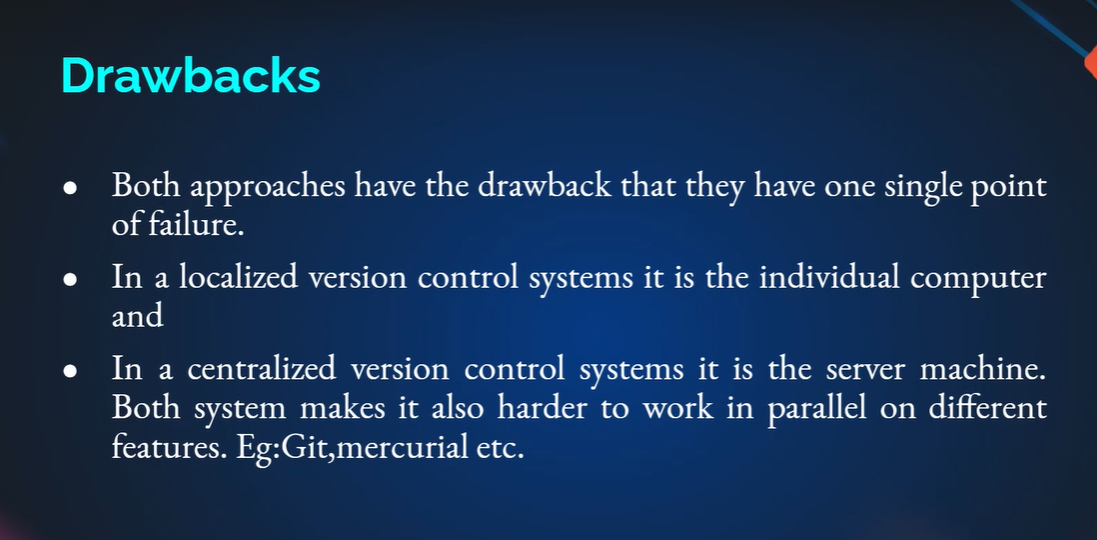 Drawbacks
● Both approaches have the drawback that they have one single point
of failure.
● In a localized version control systems it is the individual computer
and
● In a centralized version control systems it is the server machine.
Both system makes it also harder to work in parallel on different
features. Eg:Git,mercurial etc.